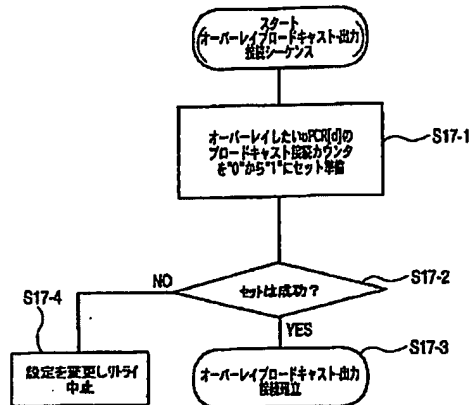 スタート
(オーバーレイブロードキャスト-出力
接続シーケンス)
オーバーレイしたいoPCR[d]の
ブロードキャスト接続カウンタ
を"0"から"1"にセット準備
S17-1
セットは成功?
S17-2
NO
YES
S17-4
設定を変更しリトライ
中止
オーバーレイブロードキャスト-出力
接続確立
S17-3